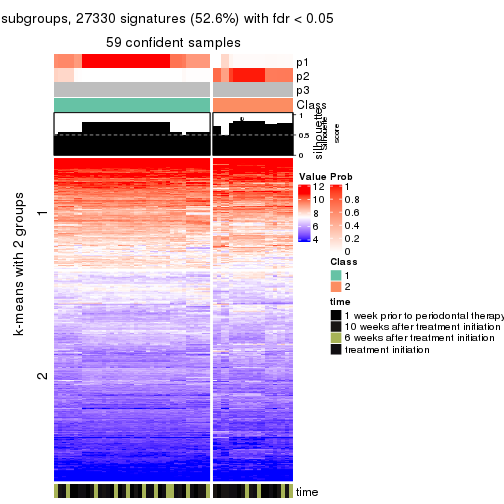 subgroups, 27330 signatures (52.6%) with fdr < 0.05
59 confident samples
p1
p2
p3
Class
1
0.5
0
silhouette
Silhouette
score
k-means with 2 groups
1
2
Value
12
10
8
6
4
Prob
1
0.8
0.6
0.4
0.2
0
Class
1
2
time
1 week prior to periodontal therapy
10 weeks after treatment initiation
6 weeks after treatment initiation
treatment initiation
time